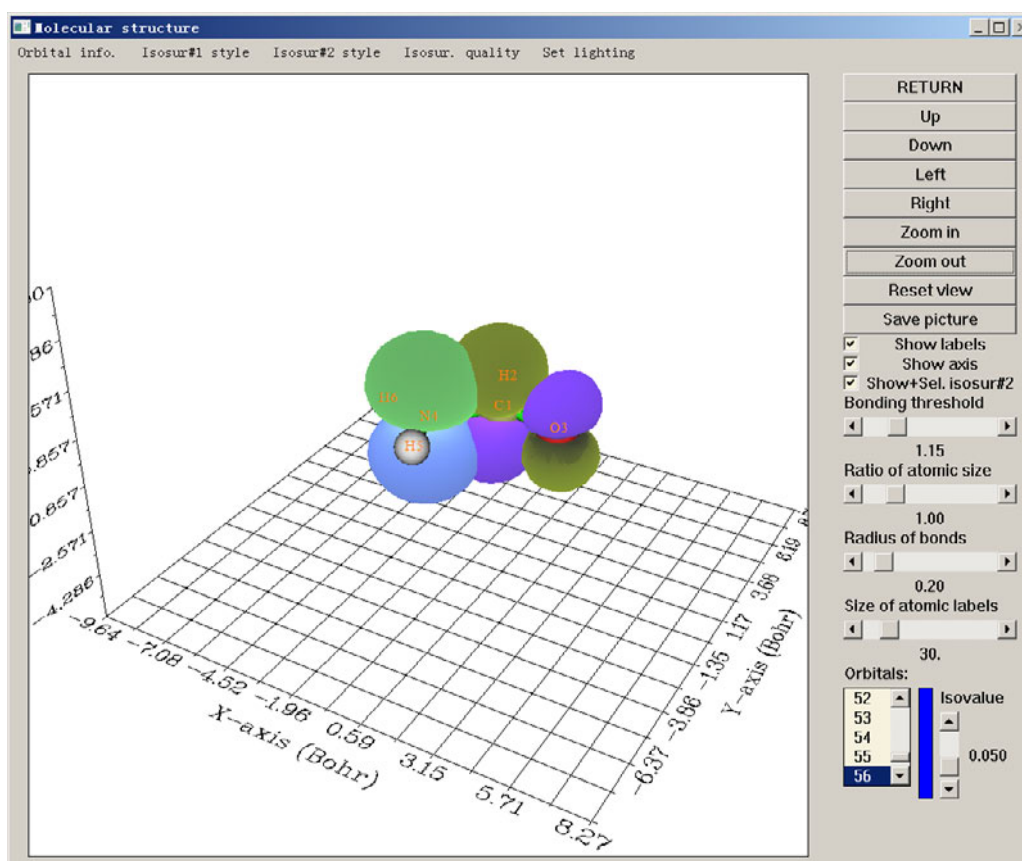 Molecular structure
Orbital info. Isosur#1 style Isosur#2 style Isosur. quality Set lighting
RETURN
Up
Down
Left
Right
Zoom in
Zoom out
Reset view
Save picture
Show labels
Show axis
Show+Sel. isosur#2
Bonding threshold
1.15
Ratio of atomic size
1.00
Radius of bonds
0.20
Size of atomic labels
30.
Orbitals:
52
53
54
55
56
Isovalue
0.050
H2
C1
O3
N4
-2.571
-4.286
-9.64
-7.08
-4.52
-1.96
0.59
3.15
5.71
8.27
X-axis (Bohr)
-6.37
-3.86
-1.35
1.17
3.68
6.19
Y-axis (Bohr)